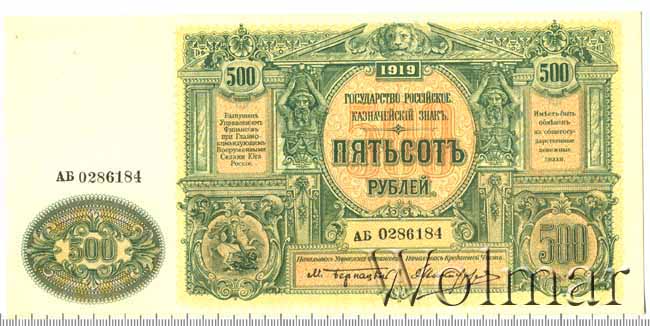 1919
500
500
ГОСУДАРСТВО РОССІЙСКОЕ.
КАЗНАЧЕЙСКІЙ ЗНАКЪ.
ПЯТЬСОТЪ
РУБЛЕЙ
Выпущенъ
Управленіемъ
Финансовъ
при Главно-
командующемъ
Вооруженными
Силами Юга
Россіи.
Имѣетъ быть
обмѣненъ
на общегосу-
дарственные
денежные
знаки.
АБ 0286184
АБ 0286184
500
500
Начальникъ Управленія Финансовъ. Начальникъ Кредитной Части.
М. Бернацкій
Wolmar